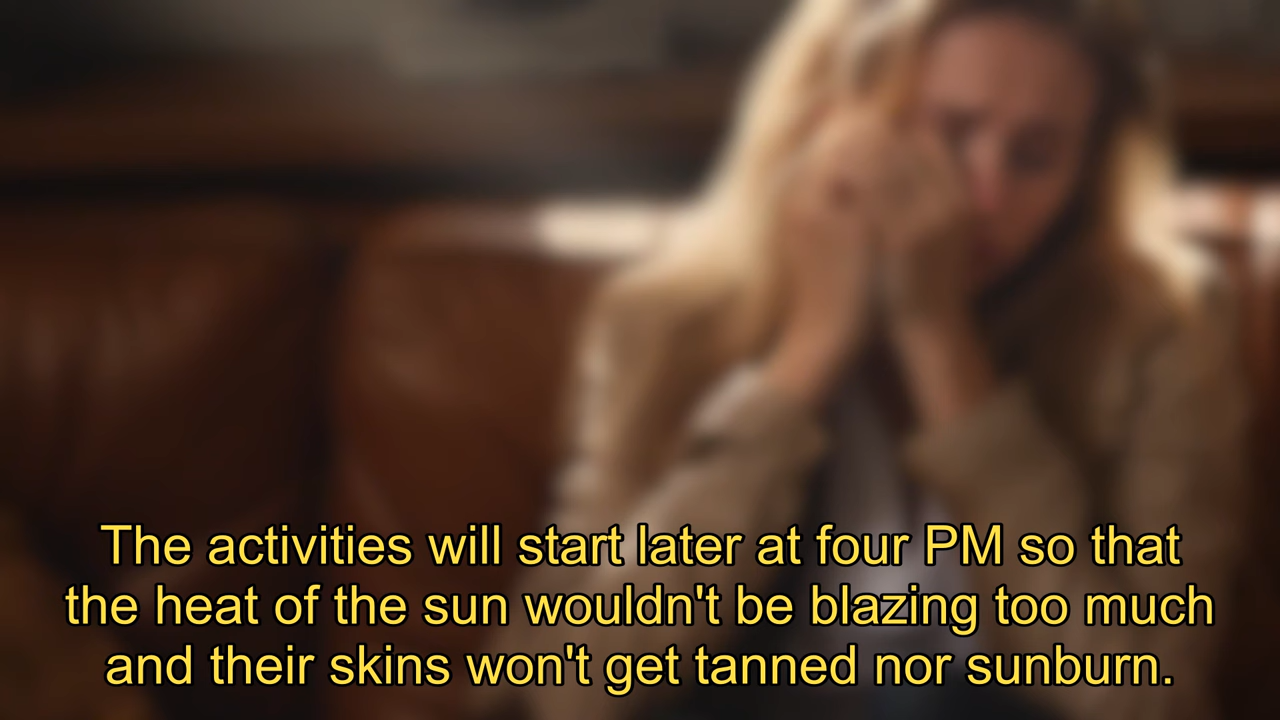 The activities will start later at four PM so that
the heat of the sun wouldn't be blazing too much
and their skins won't get tanned nor sunburn.